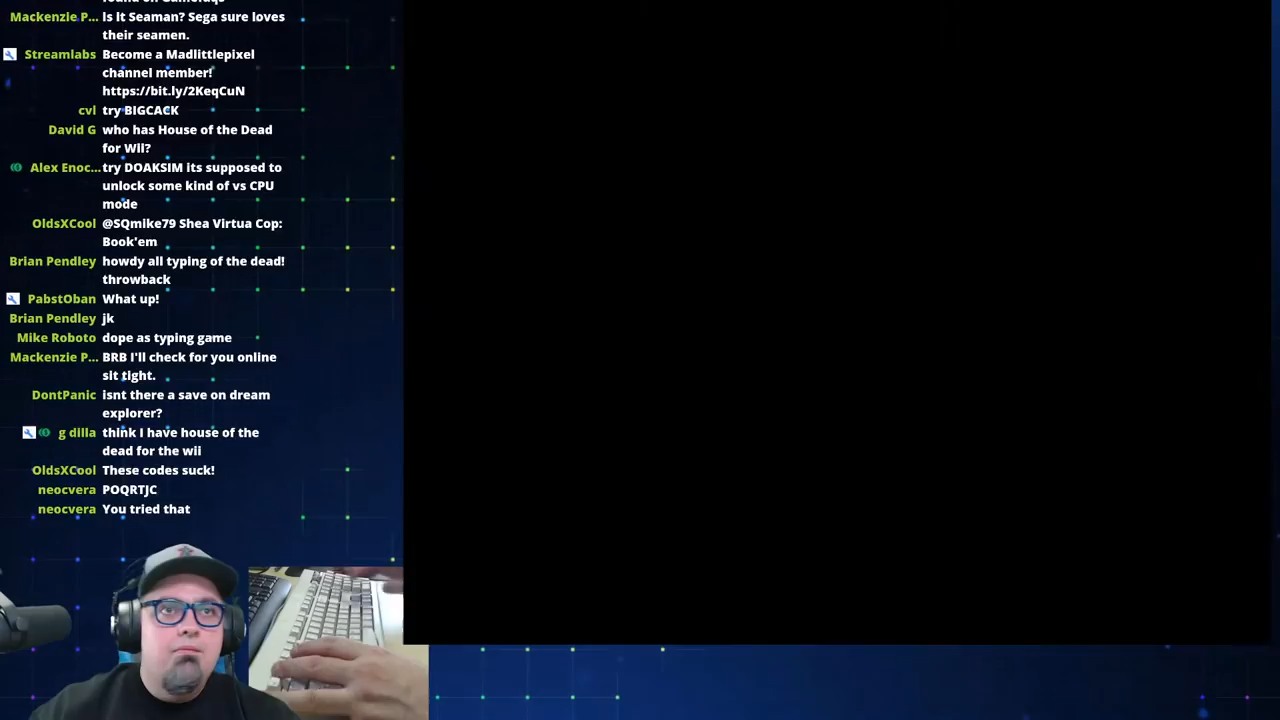 Mackenzie P... Is It Seaman? Sega sure loves
their seamen.
Streamlabs Become a Madlittlepixel
channel member!
https://bit.ly/2KeqCuN
cvl try BIGCACK
David G who has House of the Dead
for Wii?
Alex Enoc... try DOAKSIM its supposed to
unlock some kind of vs CPU
mode
OldsXCool @SQmike79 Shea Virtua Cop:
Book'em
Brian Pendley howdy all typing of the dead!
throwback
PabstOban What up!
Brian Pendley jk
Mike Roboto dope as typing game
Mackenzie P... BRB I'll check for you online
sit tight.
DontPanic isnt there a save on dream
explorer?
g dilla think I have house of the
dead for the wii
OldsXCool These codes suck!
neocvera POQRTJC
neocvera You tried that